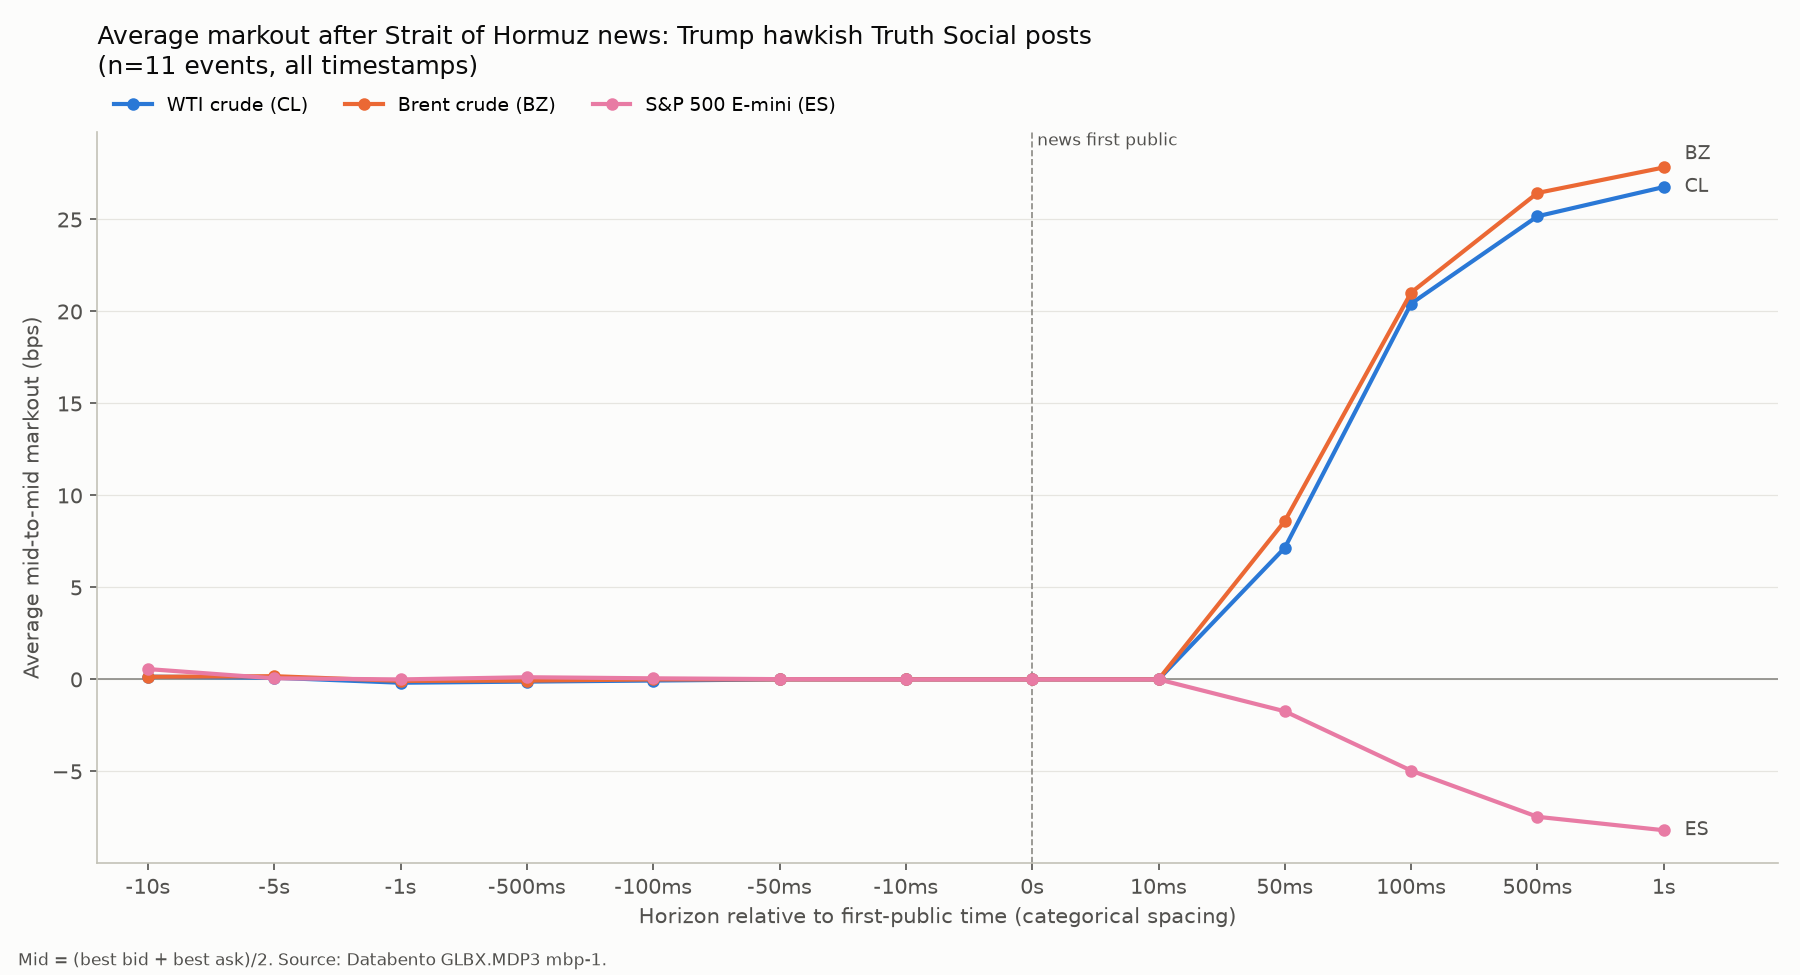 Average markout after Strait of Hormuz news: Trump hawkish Truth Social posts
(n=11 events, all timestamps)
WTI crude (CL)
Brent crude (BZ)
S&P 500 E-mini (ES)
news first public
BZ
CL
ES
Average mid-to-mid markout (bps)
25
20
15
10
5
0
−5
-10s
-5s
-1s
-500ms
-100ms
-50ms
-10ms
0s
10ms
50ms
100ms
500ms
1s
Horizon relative to first-public time (categorical spacing)
Mid = (best bid + best ask)/2. Source: Databento GLBX.MDP3 mbp-1.